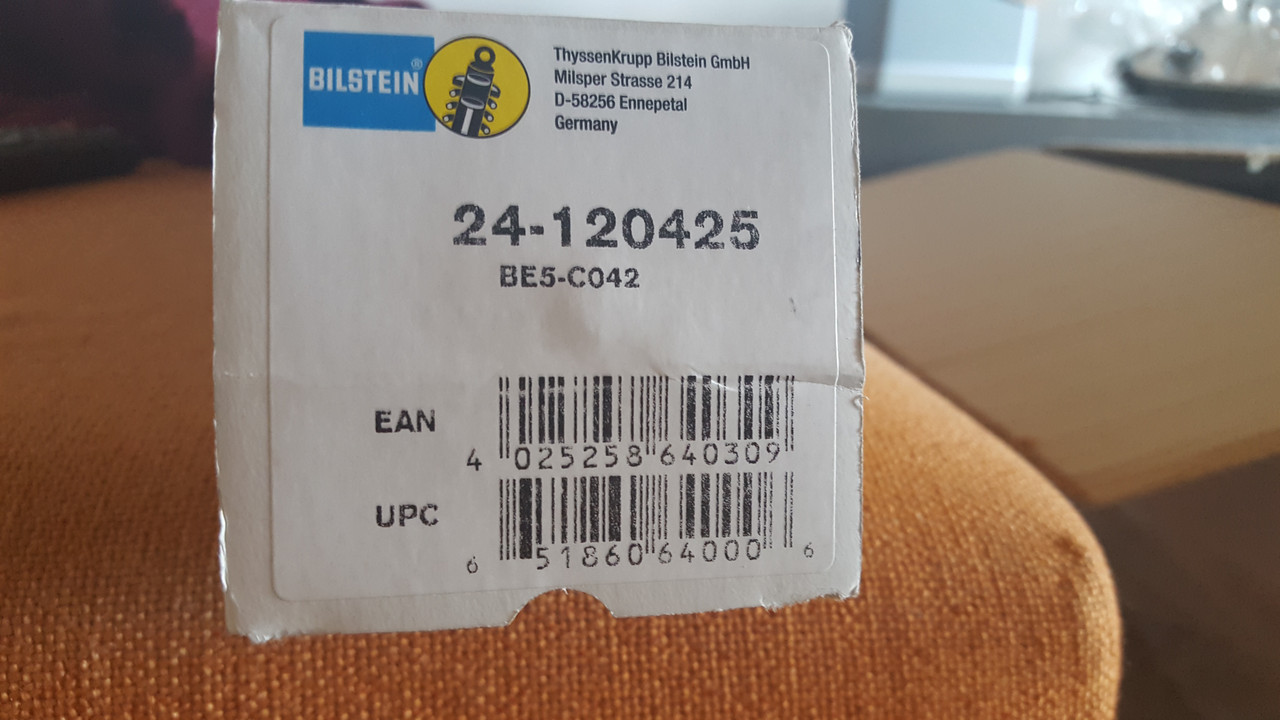 BILSTEIN®
ThyssenKrupp Bilstein GmbH
Milsper Strasse 214
D-58256 Ennepetal
Germany
24-120425
BE5-C042
EAN
4 025258 640309
UPC
6 51860 64000 6